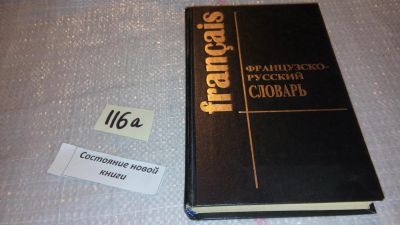 français
ФРАНЦУЗСКО-
РУССКИЙ
СЛОВАРЬ
116а
Состояние новой
книги